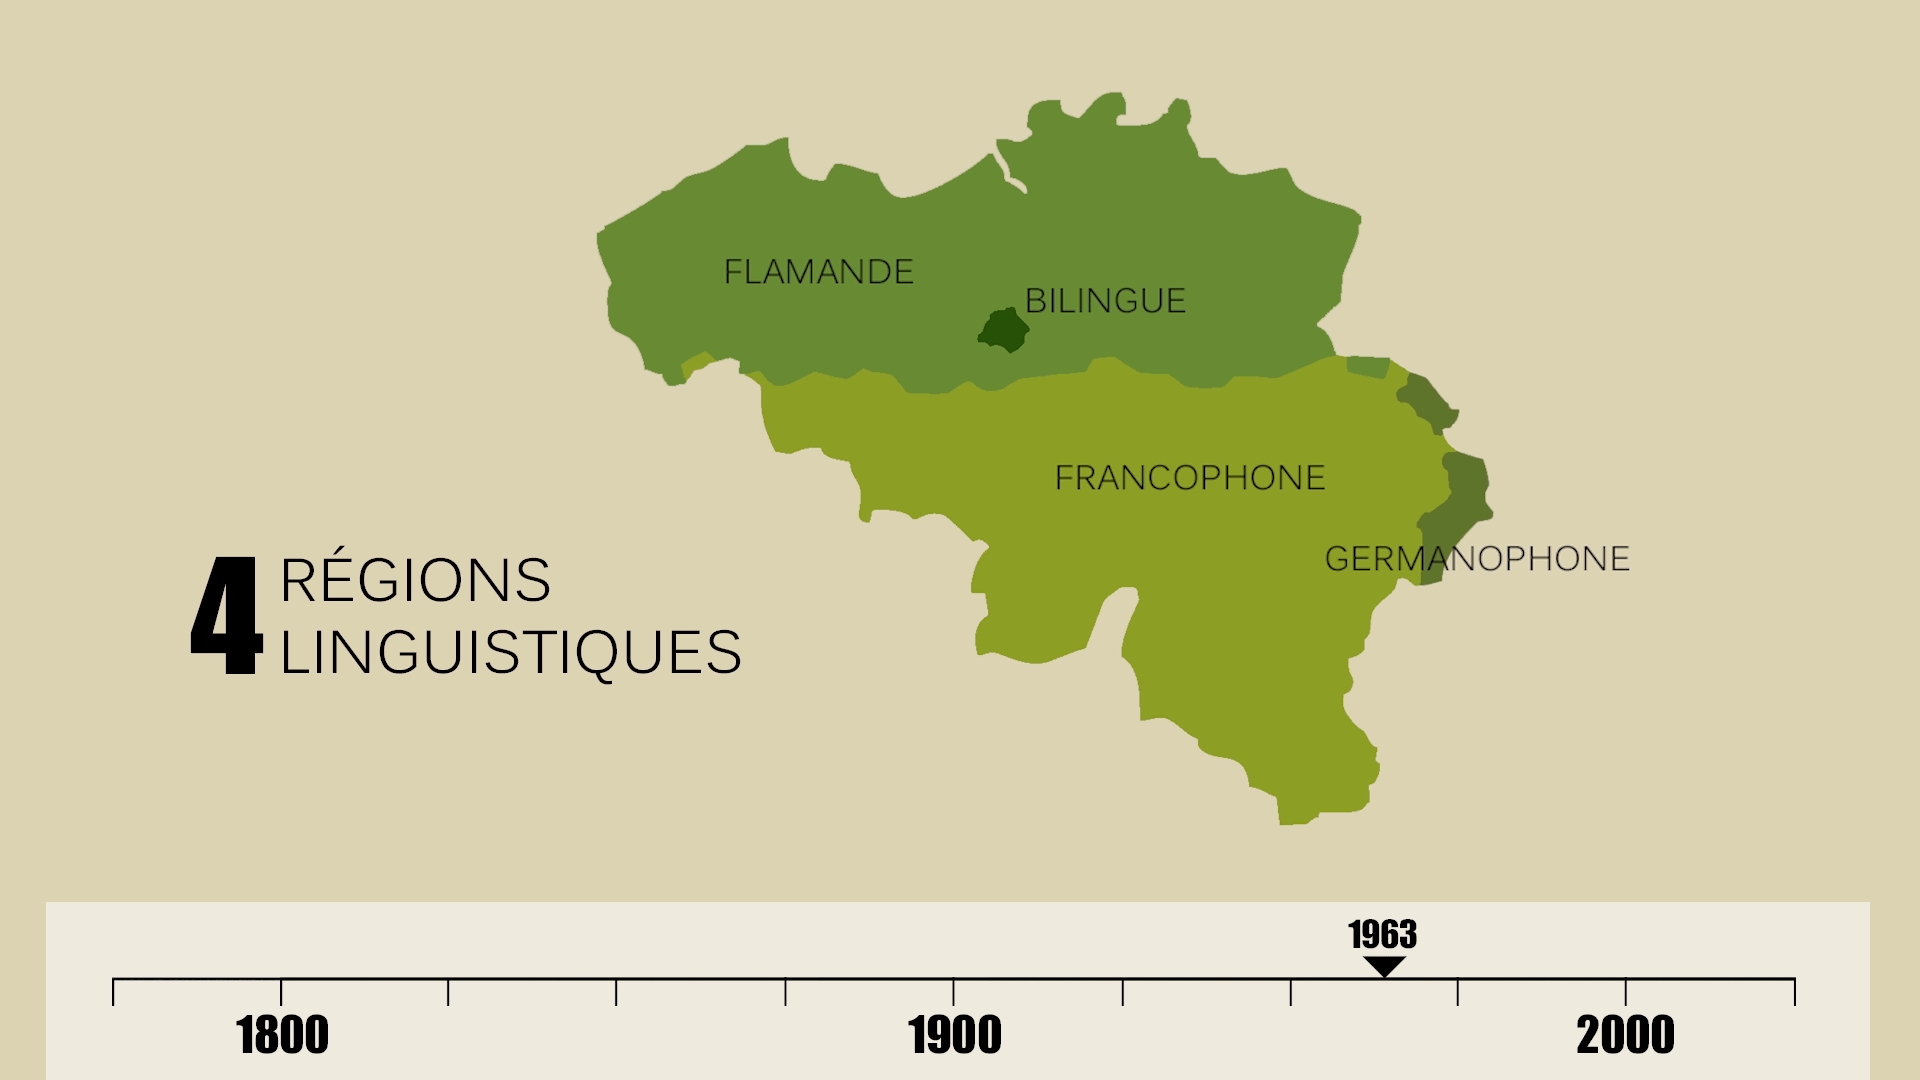 FLAMANDE
BILINGUE
FRANCOPHONE
GERMANOPHONE
4 RÉGIONS
LINGUISTIQUES
1963
1800
1900
2000